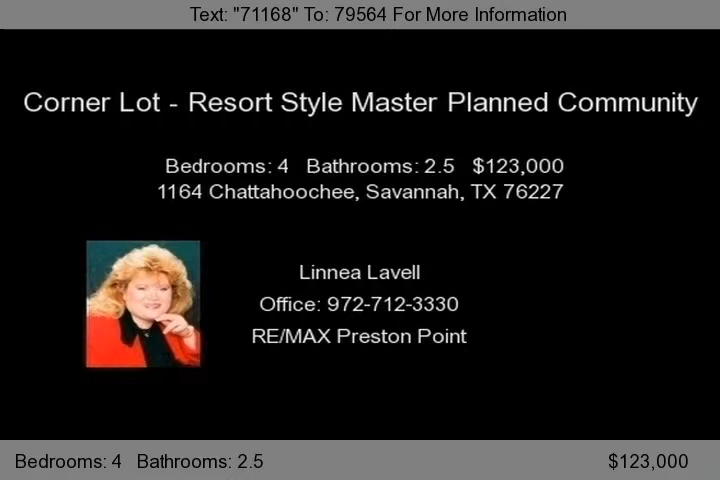 Text: "71168" To: 79564 For More Information
Corner Lot - Resort Style Master Planned Community
Bedrooms: 4 Bathrooms: 2.5 $123,000
1164 Chattahoochee, Savannah, TX 76227
Linnea Lavell
Office: 972-712-3330
RE/MAX Preston Point
Bedrooms: 4 Bathrooms: 2.5 $123,000